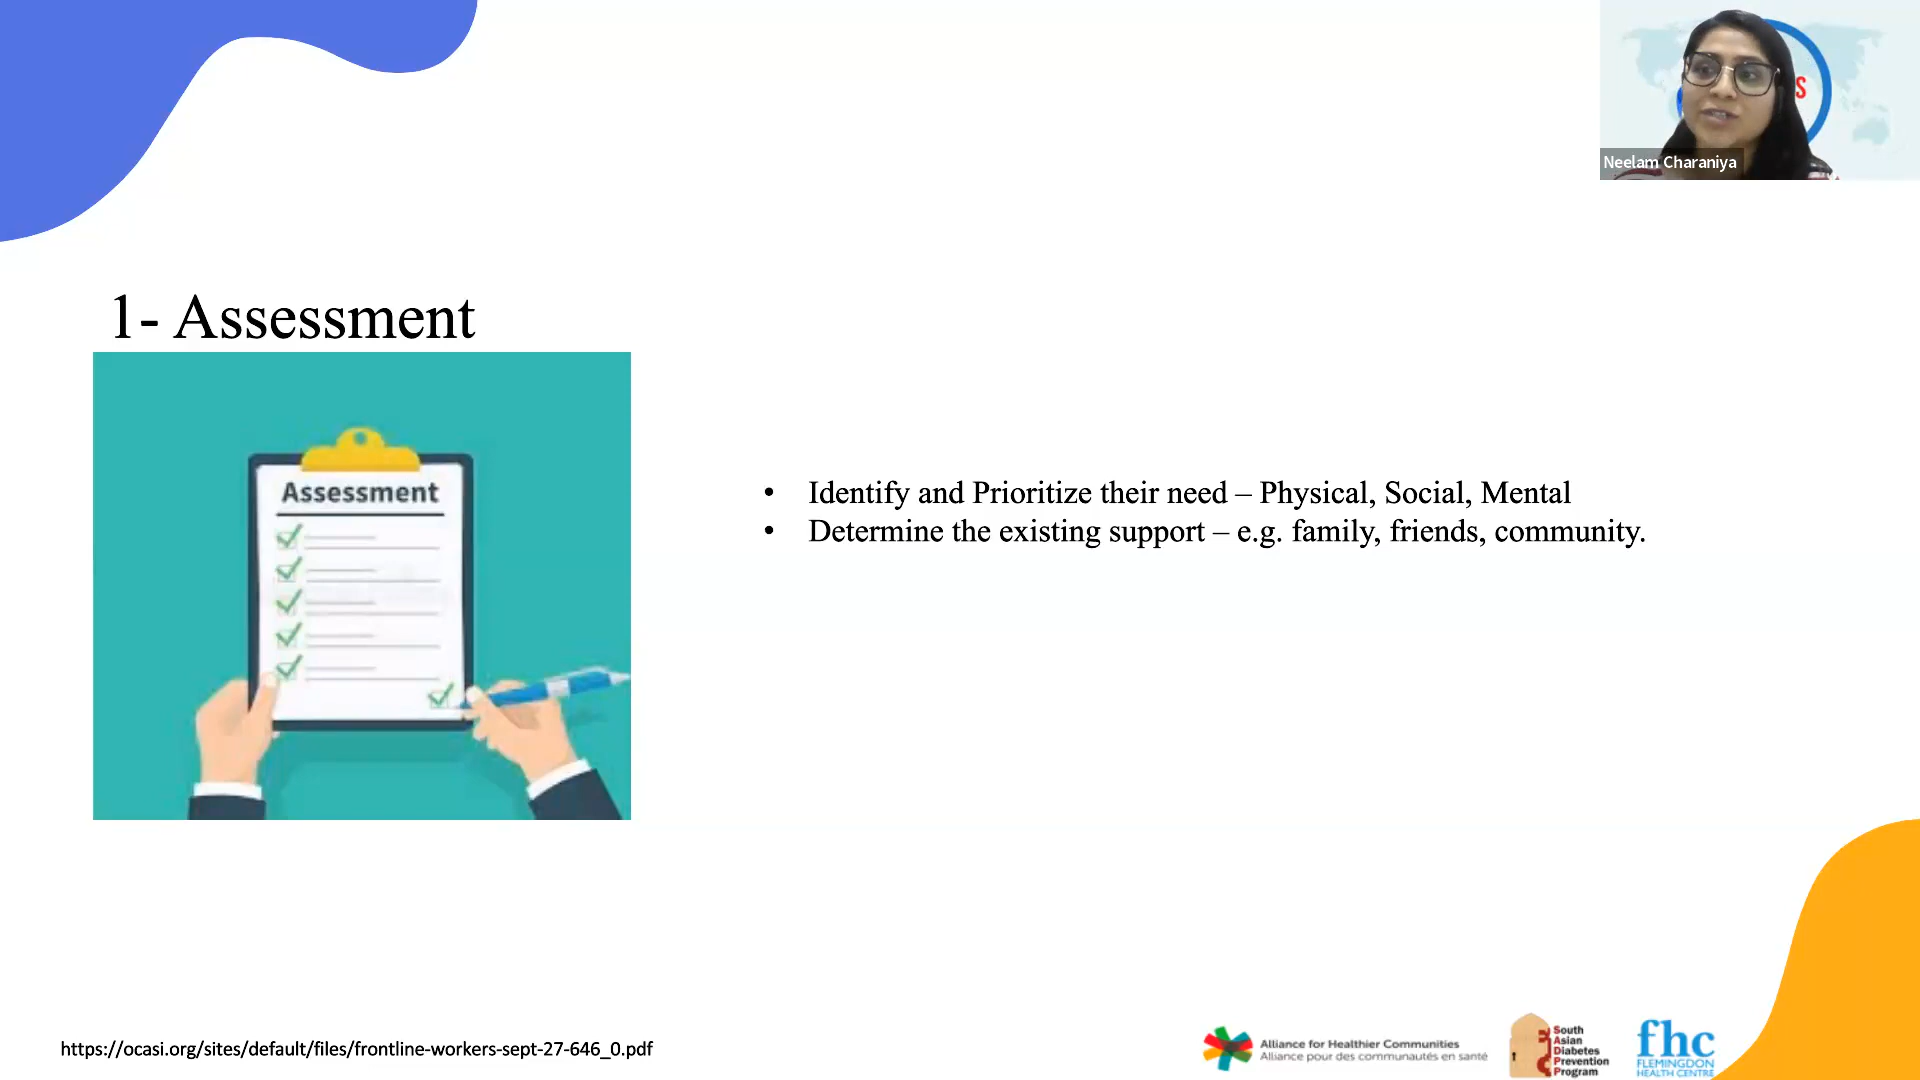 S
Neelam Charaniya
1- Assessment
Assessment
• Identify and Prioritize their need – Physical, Social, Mental
• Determine the existing support – e.g. family, friends, community.
https://ocasi.org/sites/default/files/frontline-workers-sept-27-646_0.pdf
Alliance for Healthier Communities
Alliance pour des communautés en santé
South
Asian
Diabetes
Prevention
Program
fhc
FLEMINGDON
HEALTH CENTRE